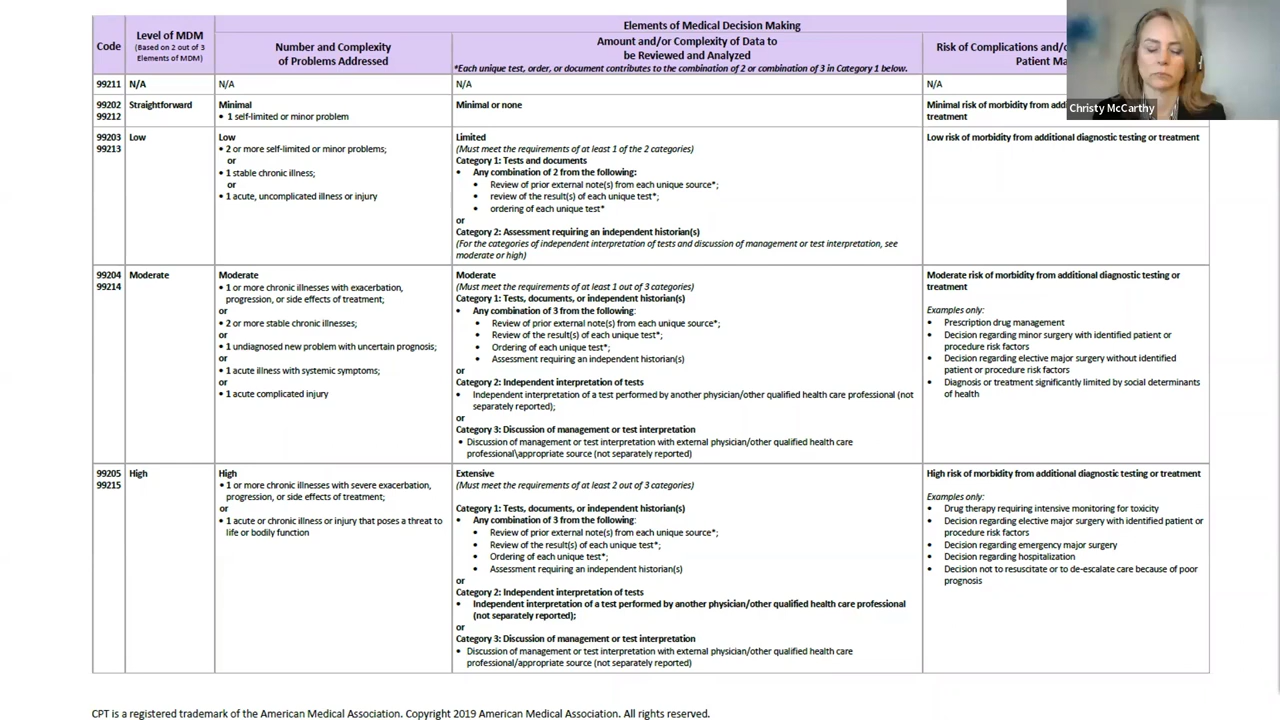 Elements of Medical Decision Making
Code
Level of MDM
(Based on 2 out of 3
Elements of MDM)
Number and Complexity
of Problems Addressed
Amount and/or Complexity of Data to
be Reviewed and Analyzed
*Each unique test, order, or document contributes to the combination of 2 or combination of 3 in Category 1 below.
Risk of Complications and/
Patient
Christy McCarthy
99211
N/A
N/A
N/A
N/A
99202
99212
Straightforward
Minimal
• 1 self-limited or minor problem
Minimal or none
Minimal risk of morbidity from
treatment
99203
99213
Low
Low
• 2 or more self-limited or minor problems;
or
• 1 stable chronic illness;
or
• 1 acute, uncomplicated illness or injury
Limited
(Must meet the requirements of at least 1 of the 2 categories)
Category 1: Tests and documents
• Any combination of 2 from the following:
• Review of prior external note(s) from each unique source*;
• review of the result(s) of each unique test*;
• ordering of each unique test*
or
Category 2: Assessment requiring an independent historian(s)
(For the categories of independent interpretation of tests and discussion of management or test interpretation, see
moderate or high)
Low risk of morbidity from additional diagnostic testing or treatment
99204
99214
Moderate
Moderate
• 1 or more chronic illnesses with exacerbation,
progression, or side effects of treatment;
or
• 2 or more stable chronic illnesses;
or
• 1 undiagnosed new problem with uncertain prognosis;
or
• 1 acute illness with systemic symptoms;
or
• 1 acute complicated injury
Moderate
(Must meet the requirements of at least 1 out of 3 categories)
Category 1: Tests, documents, or independent historian(s)
• Any combination of 3 from the following:
• Review of prior external note(s) from each unique source*;
• Review of the result(s) of each unique test*;
• Ordering of each unique test*;
• Assessment requiring an independent historian(s)
or
Category 2: Independent interpretation of tests
• Independent interpretation of a test performed by another physician/other qualified health care professional (not
separately reported);
or
Category 3: Discussion of management or test interpretation
• Discussion of management or test interpretation with external physician/other qualified health care
professional\appropriate source (not separately reported)
Moderate risk of morbidity from additional diagnostic testing or
treatment
Examples only:
• Prescription drug management
• Decision regarding minor surgery with identified patient or
procedure risk factors
• Decision regarding elective major surgery without identified
patient or procedure risk factors
• Diagnosis or treatment significantly limited by social determinants
of health
99205
99215
High
High
• 1 or more chronic illnesses with severe exacerbation,
progression, or side effects of treatment;
or
• 1 acute or chronic illness or injury that poses a threat to
life or bodily function
Extensive
(Must meet the requirements of at least 2 out of 3 categories)
Category 1: Tests, documents, or independent historian(s)
• Any combination of 3 from the following:
• Review of prior external note(s) from each unique source*;
• Review of the result(s) of each unique test*;
• Ordering of each unique test*;
• Assessment requiring an independent historian(s)
or
Category 2: Independent interpretation of tests
• Independent interpretation of a test performed by another physician/other qualified health care professional
(not separately reported);
or
Category 3: Discussion of management or test interpretation
• Discussion of management or test interpretation with external physician/other qualified health care
professional/appropriate source (not separately reported)
High risk of morbidity from additional diagnostic testing or treatment
Examples only:
• Drug therapy requiring intensive monitoring for toxicity
• Decision regarding elective major surgery with identified patient or
procedure risk factors
• Decision regarding emergency major surgery
• Decision regarding hospitalization
• Decision not to resuscitate or to de-escalate care because of poor
prognosis
CPT is a registered trademark of the American Medical Association. Copyright 2019 American Medical Association. All rights reserved.